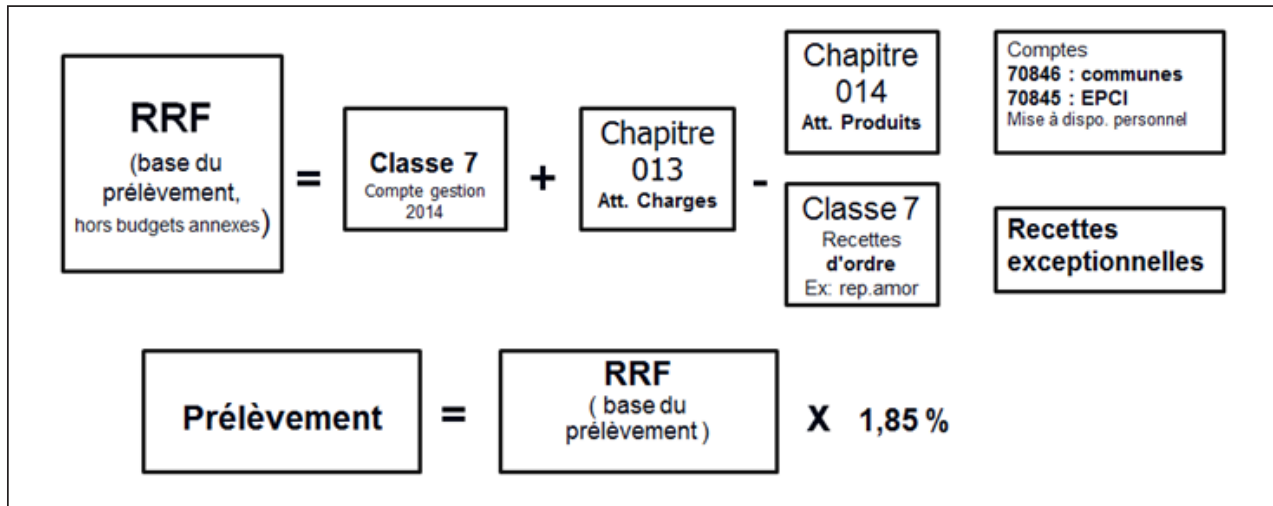 RRF
(base du
prélèvement,
hors budgets annexes)
=
Classe 7
Compte gestion
2014
+
Chapitre
013
Att. Charges
-
Chapitre
014
Att. Produits
Classe 7
Recettes
d'ordre
Ex: rep.amor
Comptes
70846 : communes
70845 : EPCI
Mise à dispo. personnel
Recettes
exceptionnelles
Prélèvement
=
RRF
( base du
prélèvement )
X 1,85 %